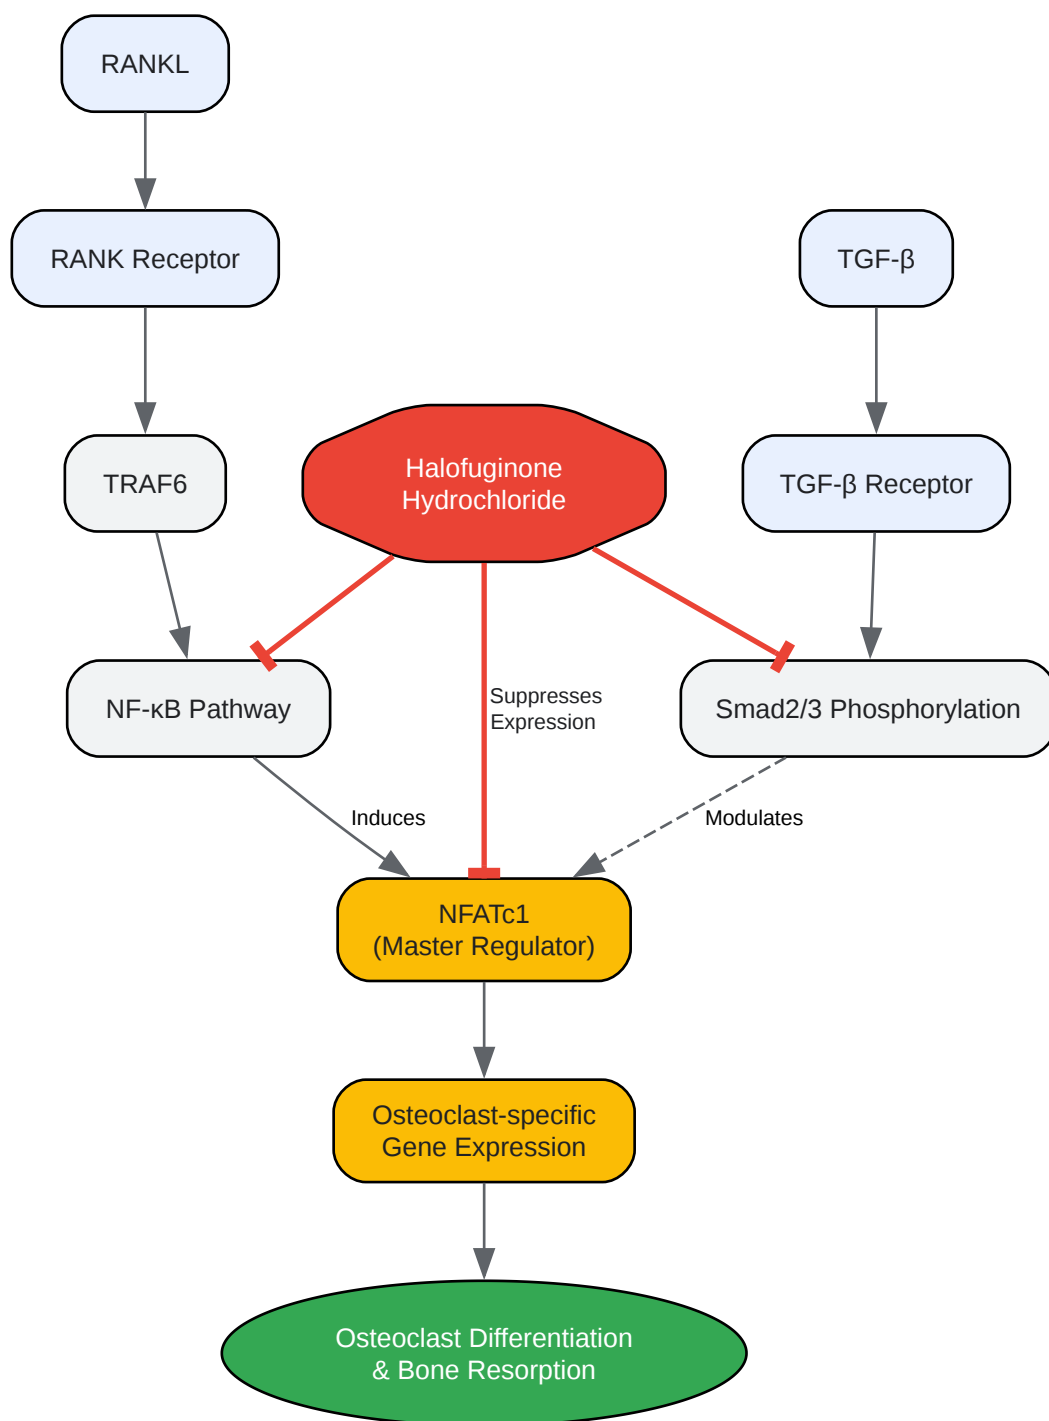 RANKL
RANK Receptor
TGF-β
TRAF6
Halofuginone
Hydrochloride
TGF-β Receptor
NF-κB Pathway
Suppresses
Expression
Smad2/3 Phosphorylation
Induces
Modulates
NFATc1
(Master Regulator)
Osteoclast-specific
Gene Expression
Osteoclast Differentiation
& Bone Resorption